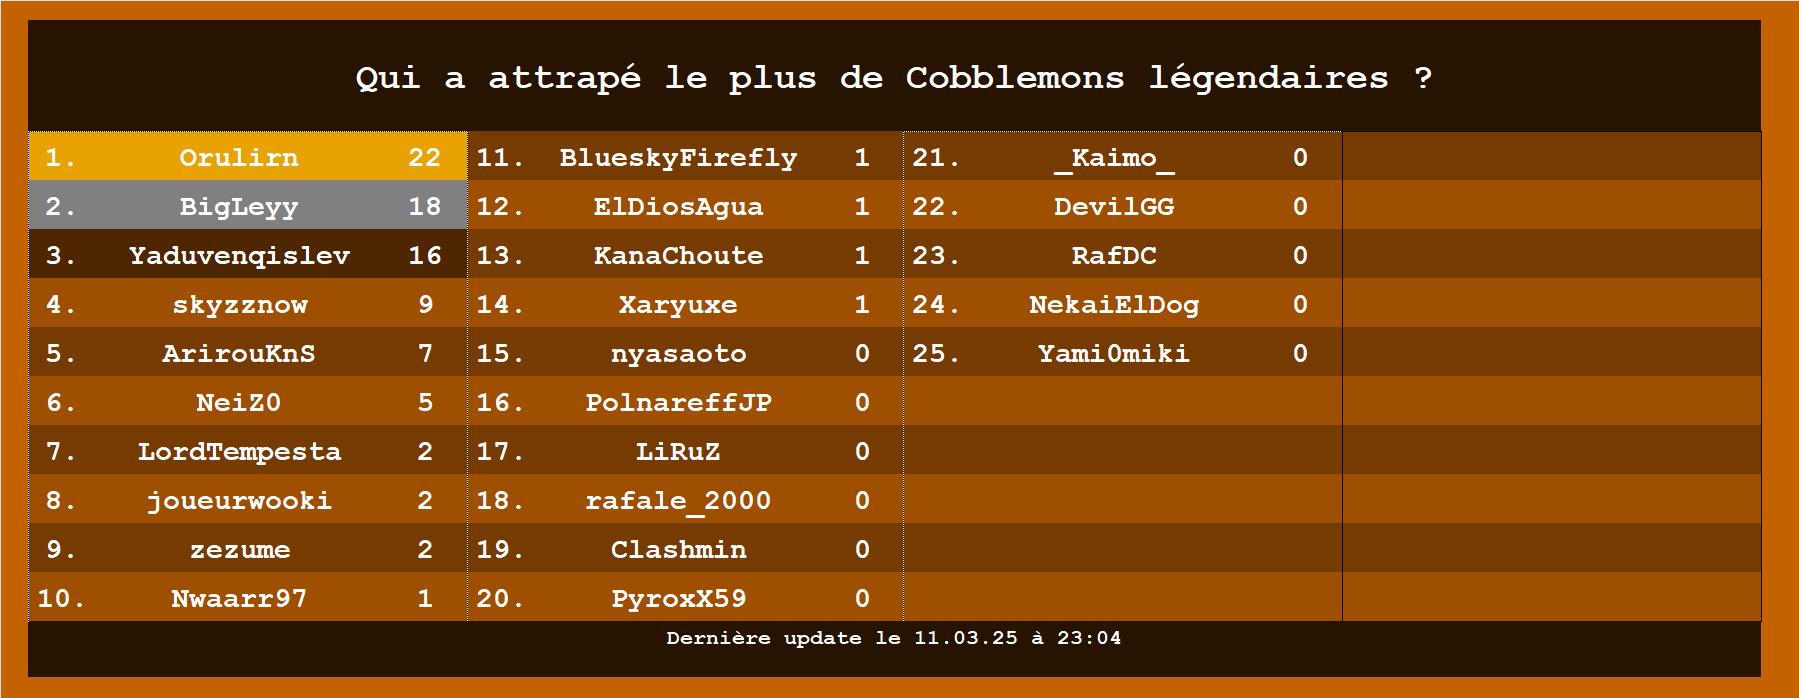 Qui a attrapé le plus de Cobblemons légendaires ?
1. Orulirn 22
2. BigLeyy 18
3. Yaduvenqislev 16
4. skyzznow 9
5. ArirouKnS 7
6. NeiZ0 5
7. LordTempesta 2
8. joueurwooki 2
9. zezume 2
10. Nwaarr97 1
11. BlueskyFirefly 1
12. ElDiosAgua 1
13. KanaChoute 1
14. Xaryuxe 1
15. nyasaoto 0
16. PolnareffJP 0
17. LiRuZ 0
18. rafale_2000 0
19. Clashmin 0
20. PyroxX59 0
21. _Kaimo_ 0
22. DevilGG 0
23. RafDC 0
24. NekaiElDog 0
25. Yami0miki 0
Dernière update le 11.03.25 à 23:04